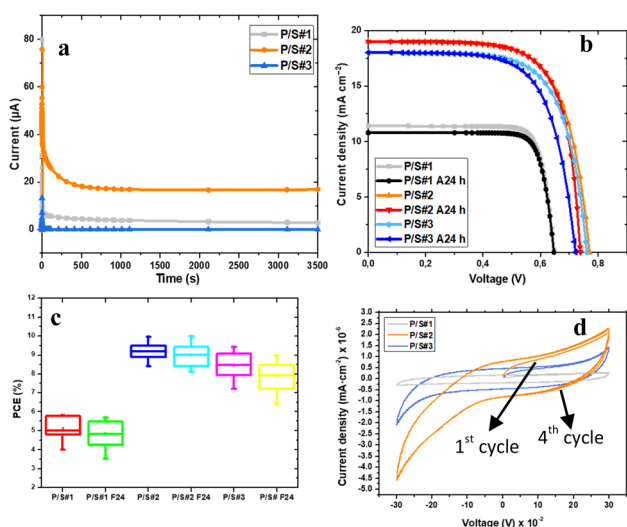 a
P/S#1
P/S#2
P/S#3
Current (µA)
80
60
40
20
0
0 500 1000 1500 2000 2500 3000 3500
Time (s)
b
Current density (mA cm⁻²)
20
15
10
5
0
P/S#1
P/S#1 A24 h
P/S#2
P/S#2 A24 h
P/S#3
P/S#3 A24 h
0,0 0,2 0,4 0,6 0,8
Voltage (V)
c
PCE (%)
12
11
10
9
8
7
6
5
4
3
2
P/S#1 P/S#1 F24 P/S#2 P/S#2 F24 P/S#3 P/S# F24
d
P/S#1
P/S#2
P/S#3
Current density (mA·cm⁻²) x 10⁻⁶
3.0
2.5
2.0
1.5
1.0
0.5
0.0
-0.5
-1.0
-1.5
-2.0
-2.5
-3.0
-3.5
-4.0
-4.5
-5.0
1st cycle
4th cycle
-30 -20 -10 0 10 20 30
Voltage (V) x 10⁻²